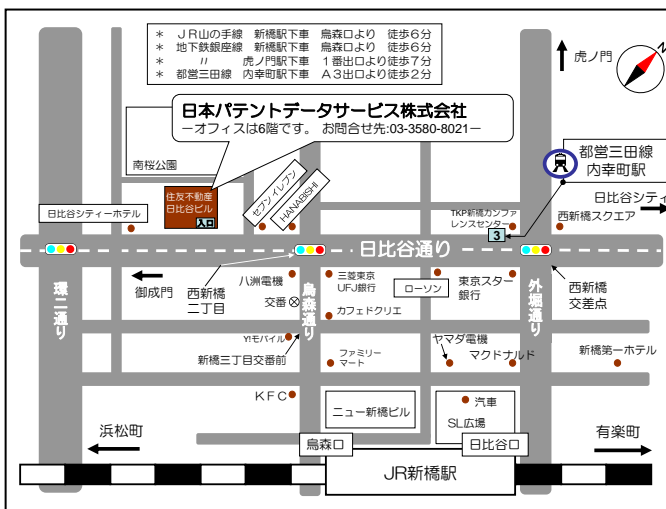 ＊ ＪＲ山の手線 新橋駅下車 烏森口より 徒歩６分
＊ 地下鉄銀座線 新橋駅下車 烏森口より 徒歩６分
＊ 〃 虎ノ門駅下車 １番出口より徒歩７分
＊ 都営三田線 内幸町駅下車 Ａ３出口より徒歩２分
虎ノ門
日本パテントデータサービス株式会社
－オフィスは6階です。 お問合せ先:03-3580-8021－
都営三田線
内幸町駅
南桜公園
住友不動産
日比谷ビル
入口
セブンイレブン
HANABISHI
日比谷シティ
日比谷シティーホテル
TKP新橋カンファ
レンスセンター
3
西新橋スクエア
日比谷通り
御成門
西新橋
二丁目
八洲電機
交番
三菱東京
UFJ銀行
カフェドクリエ
ローソン
東京スター
銀行
西新橋
交差点
環二通り
烏森通り
外堀通り
Y!モバイル
新橋三丁目交番前
ファミリー
マート
ヤマダ電機
マクドナルド
新橋第一ホテル
ＫＦＣ
ニュー新橋ビル
汽車
SL広場
浜松町
有楽町
烏森口
日比谷口
JR新橋駅